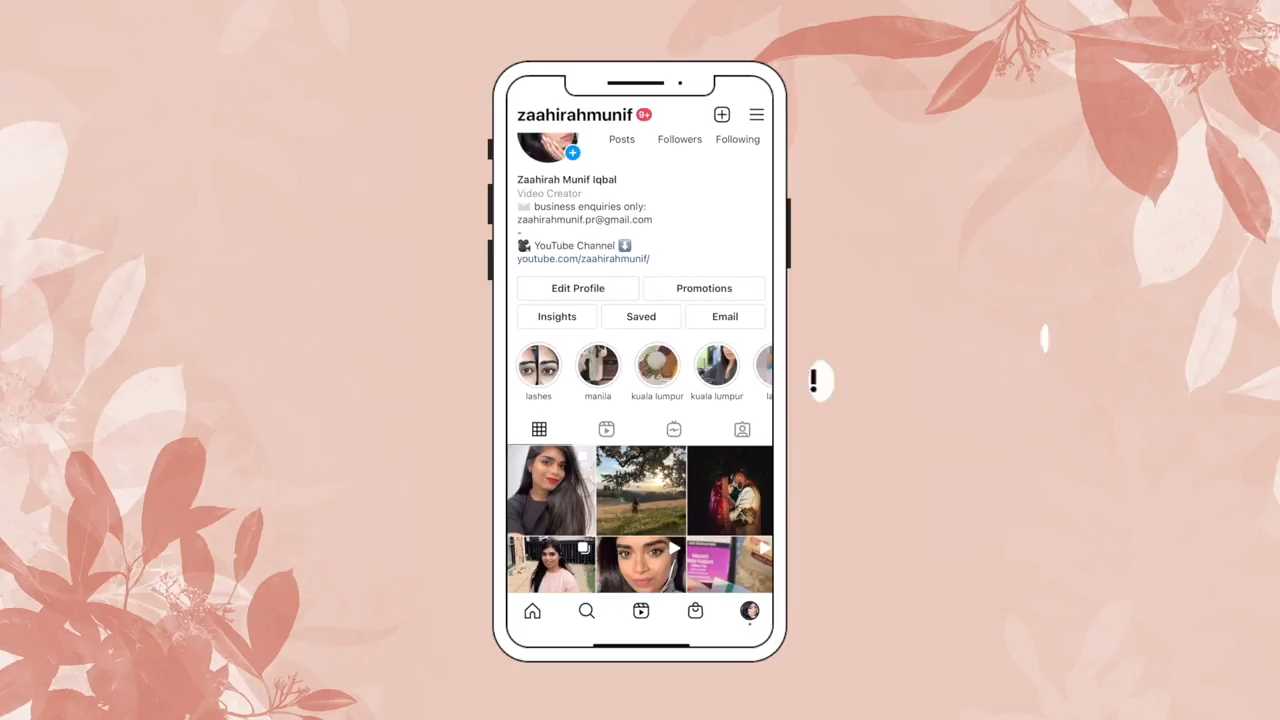 zaahirahmunif 9+
Posts Followers Following
Zaahirah Munif Iqbal
Video Creator
business enquiries only:
zaahirahmunif.pr@gmail.com
-
YouTube Channel
youtube.com/zaahirahmunif/
Edit Profile Promotions
Insights Saved Email
lashes manila kuala lumpur kuala lumpur la
!